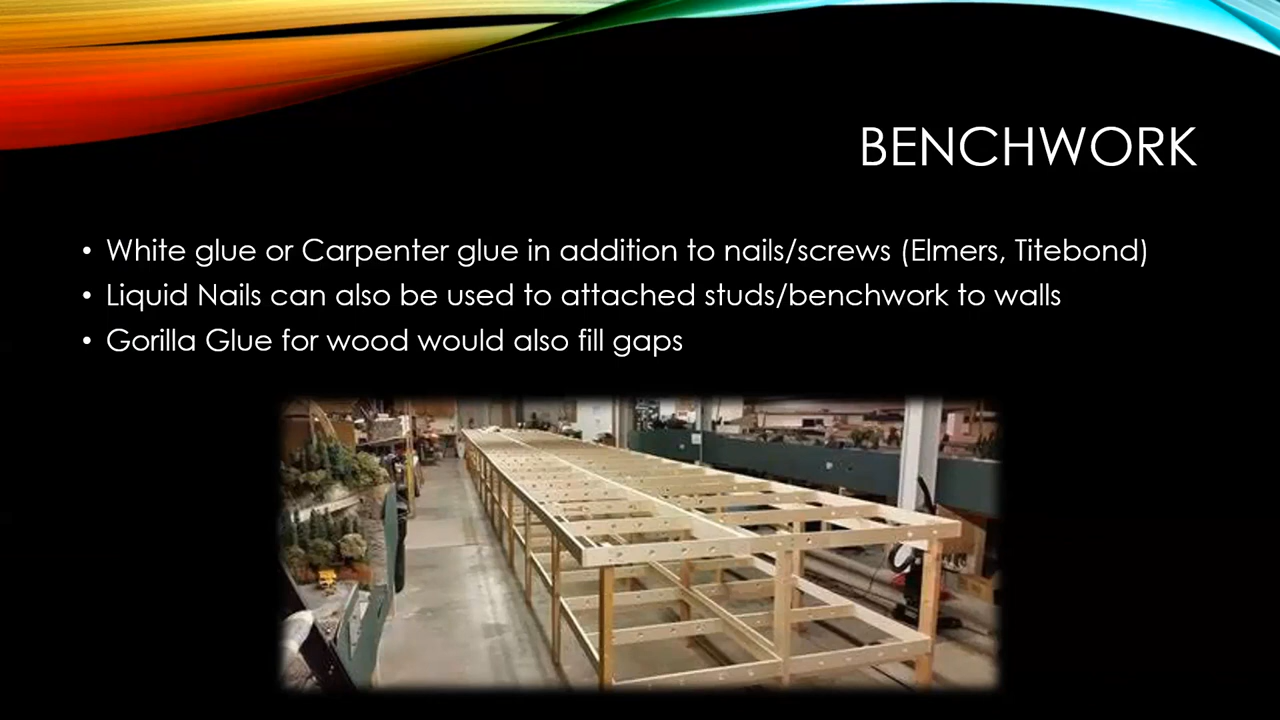 BENCHWORK
• White glue or Carpenter glue in addition to nails/screws (Elmers, Titebond)
• Liquid Nails can also be used to attached studs/benchwork to walls
• Gorilla Glue for wood would also fill gaps